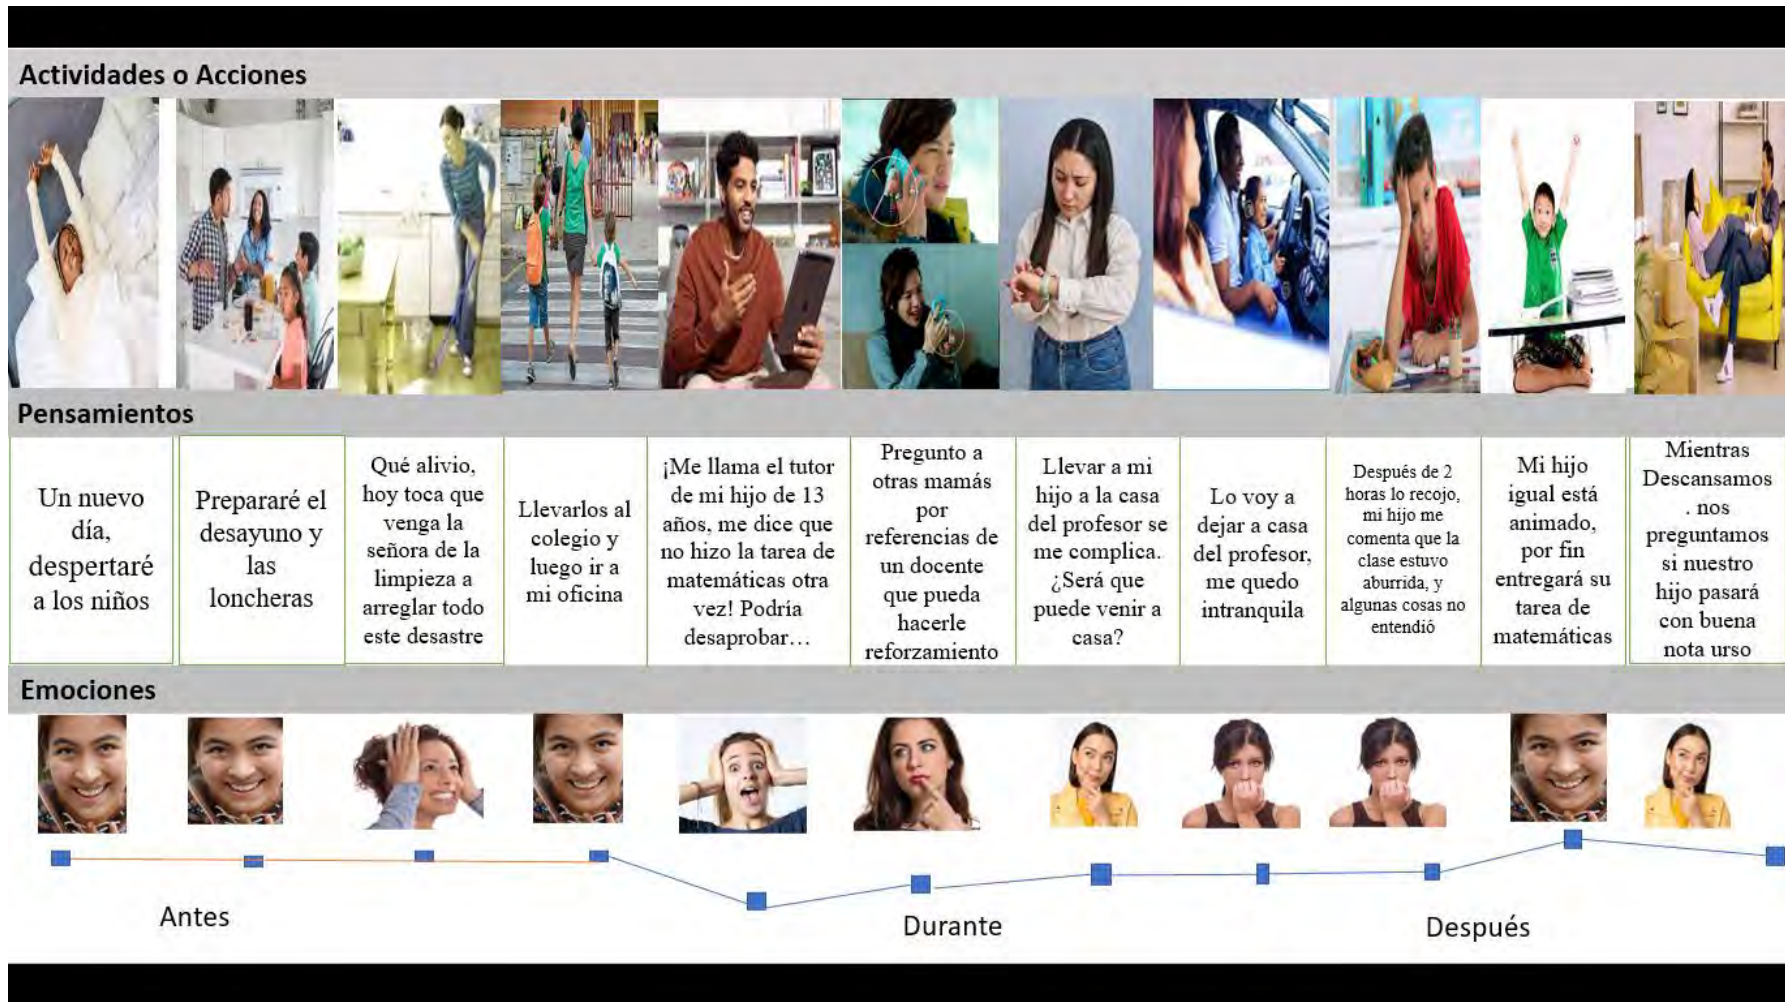 Actividades o Acciones
Pensamientos
Un nuevo
día,
despertaré
a los niños
Prepararé el
desayuno y
las
loncheras
Qué alivio,
hoy toca que
venga la
señora de la
limpieza a
arreglar todo
este desastre
Llevarlos al
colegio y
luego ir a
mi oficina
¡Me llama el tutor
de mi hijo de 13
años, me dice que
no hizo la tarea de
matemáticas otra
vez! Podría
desaprobar…
Pregunto a
otras mamás
por
referencias de
un docente
que pueda
hacerle
reforzamiento
Llevar a mi
hijo a la casa
del profesor se
me complica.
¿Será que
puede venir a
casa?
Lo voy a
dejar a casa
del profesor,
me quedo
intranquila
Después de 2
horas lo recojo,
mi hijo me
comenta que la
clase estuvo
aburrida, y
algunas cosas no
entendió
Mi hijo
igual está
animado,
por fin
entregará su
tarea de
matemáticas
Mientras
Descansamos
. nos
preguntamos
si nuestro
hijo pasará
con buena
nota urso
Emociones
Antes
Durante
Después